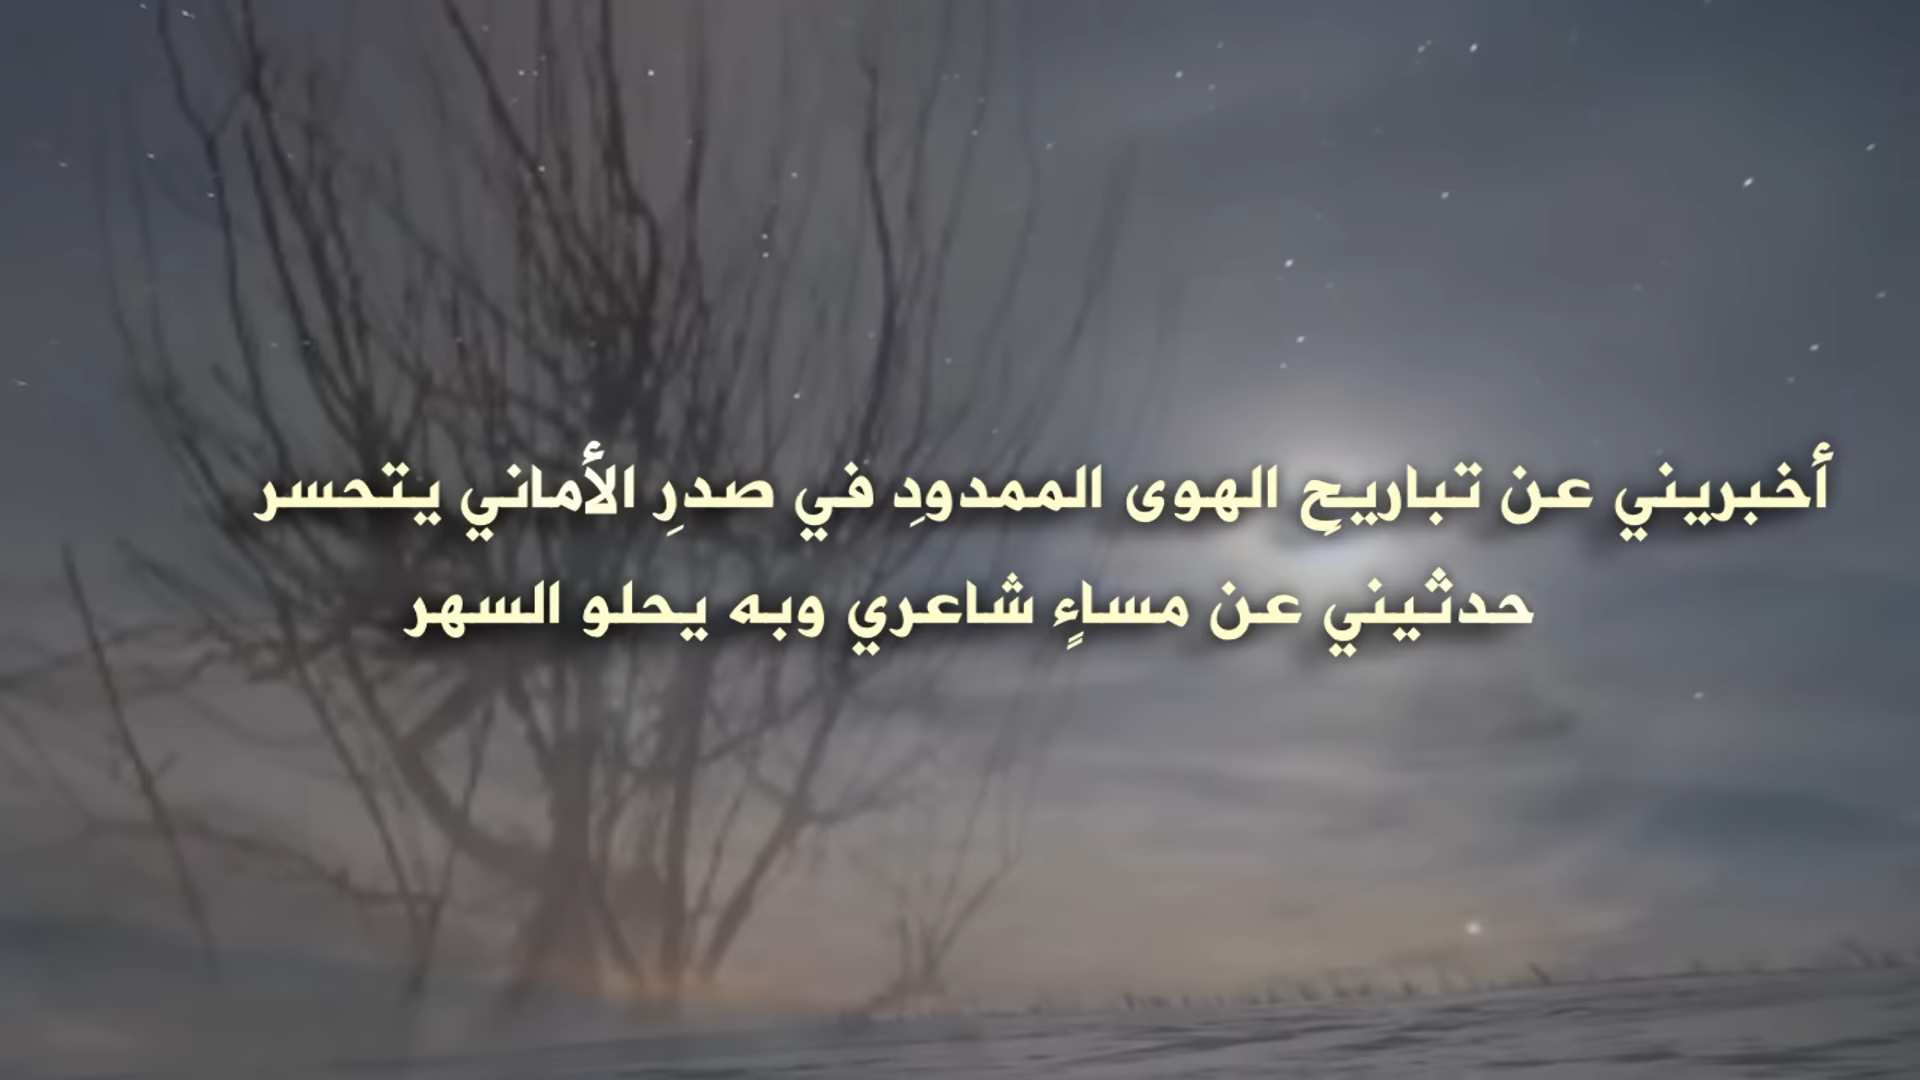 أخبريني عن تباريحِ الهوى الممدودِ في صدرِ الأماني يتحسر
حدثيني عن مساءٍ شاعري وبه يحلو السهر